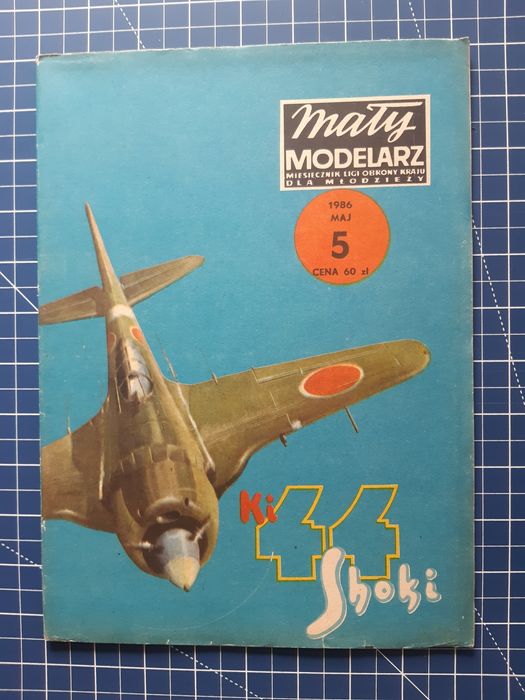 mały
MODELARZ
MIESIĘCZNIK LIGI OBRONY KRAJU
DLA MŁODZIEŻY
1986
MAJ
5
CENA 60 zł
Ki 44
Shoki